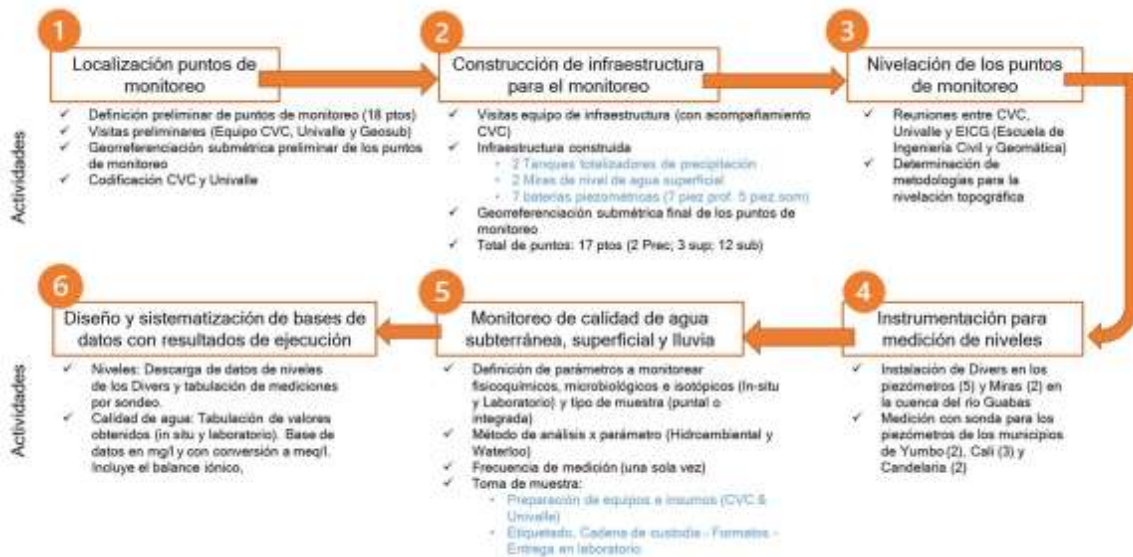 1
Localización puntos de
monitoreo
Actividades
✓ Definición preliminar de puntos de monitoreo (18 ptos)
✓ Visitas preliminares (Equipo CVC, Univalle y Geosub)
✓ Georreferenciación submétrica preliminar de los puntos
de monitoreo
✓ Codificación CVC y Univalle
2
Construcción de infraestructura
para el monitoreo
✓ Visitas equipo de infraestructura (con acompañamiento
CVC)
✓ Infraestructura construida
• 2 Tanques totalizadores de precipitación
• 2 Miras de nivel de agua superficial
• 7 baterías piezométricas (7 piez prof. 5 piez som)
✓ Georreferenciación submétrica final de los puntos de
monitoreo
✓ Total de puntos: 17 ptos (2 Prec; 3 sup; 12 sub)
3
Nivelación de los puntos
de monitoreo
✓ Reuniones entre CVC,
Univalle y EICG (Escuela de
Ingeniería Civil y Geomática)
✓ Determinación de
metodologías para la
nivelación topográfica
4
Instrumentación para
medición de niveles
✓ Instalación de Divers en los
piezómetros (5) y Miras (2) en
la cuenca del río Guabas
✓ Medición con sonda para los
piezómetros de los municipios
de Yumbo (2), Cali (3) y
Candelaria (2)
5
Monitoreo de calidad de agua
subterránea, superficial y lluvia
✓ Definición de parámetros a monitorear
fisicoquímicos, microbiológicos e isotópicos (In-situ
y Laboratorio) y tipo de muestra (puntal o
integrada)
✓ Método de análisis x parámetro (Hidroambiental y
Waterloo)
✓ Frecuencia de medición (una sola vez)
✓ Toma de muestra:
• Preparación de equipos e insumos (CVC &
Univalle)
• Etiquetado, Cadena de custodia - Formatos -
Entrega en laboratorio
6
Diseño y sistematización de bases de
datos con resultados de ejecución
Actividades
✓ Niveles: Descarga de datos de niveles
de los Divers y tabulación de mediciones
por sondeo.
✓ Calidad de agua: Tabulación de valores
obtenidos (in situ y laboratorio). Base de
datos en mg/l y con conversión a meq/l.
Incluye el balance iónico.